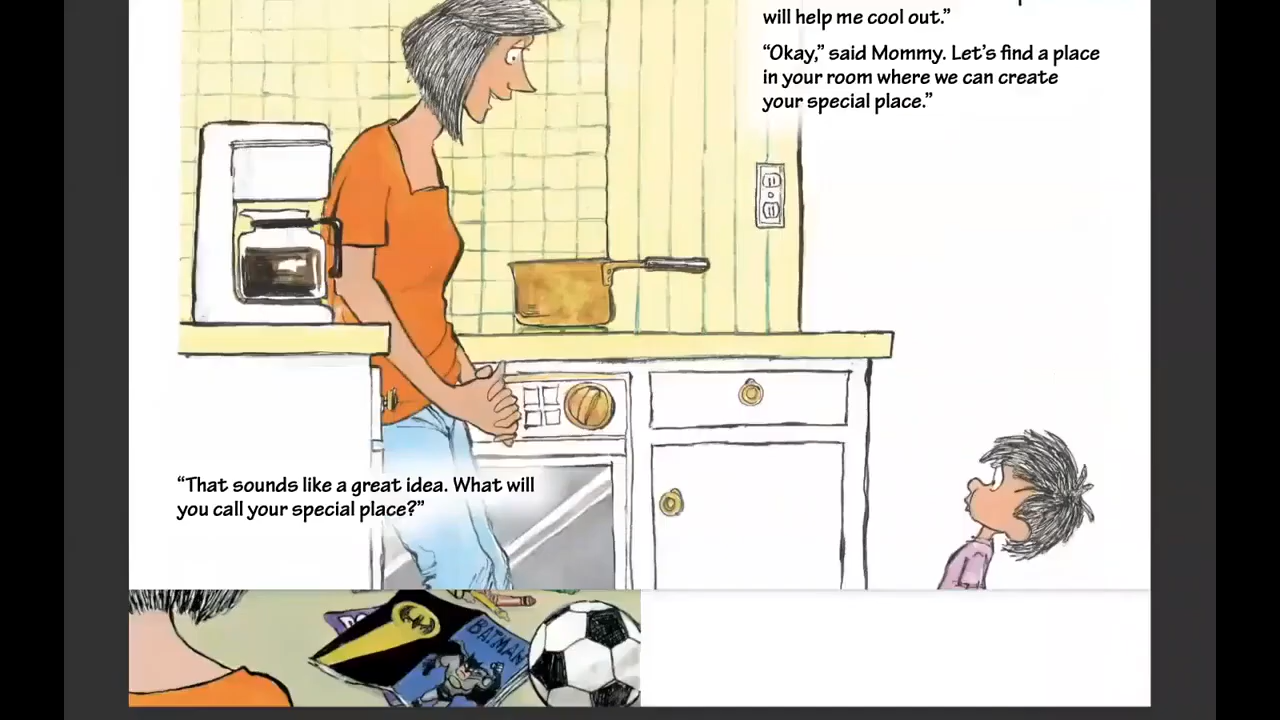 will help me cool out.”
“Okay,” said Mommy. Let’s find a place
in your room where we can create
your special place.”
“That sounds like a great idea. What will
you call your special place?”
BATMAN